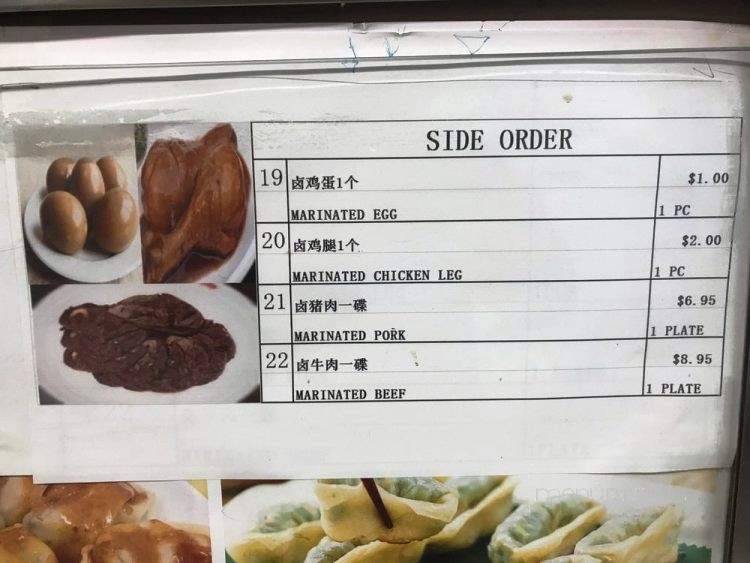 SIDE ORDER
19 卤鸡蛋1个 $1.00
MARINATED EGG 1 PC
20 卤鸡腿1个 $2.00
MARINATED CHICKEN LEG 1 PC
21 卤猪肉一碟 $6.95
MARINATED PORK 1 PLATE
22 卤牛肉一碟 $8.95
MARINATED BEEF 1 PLATE